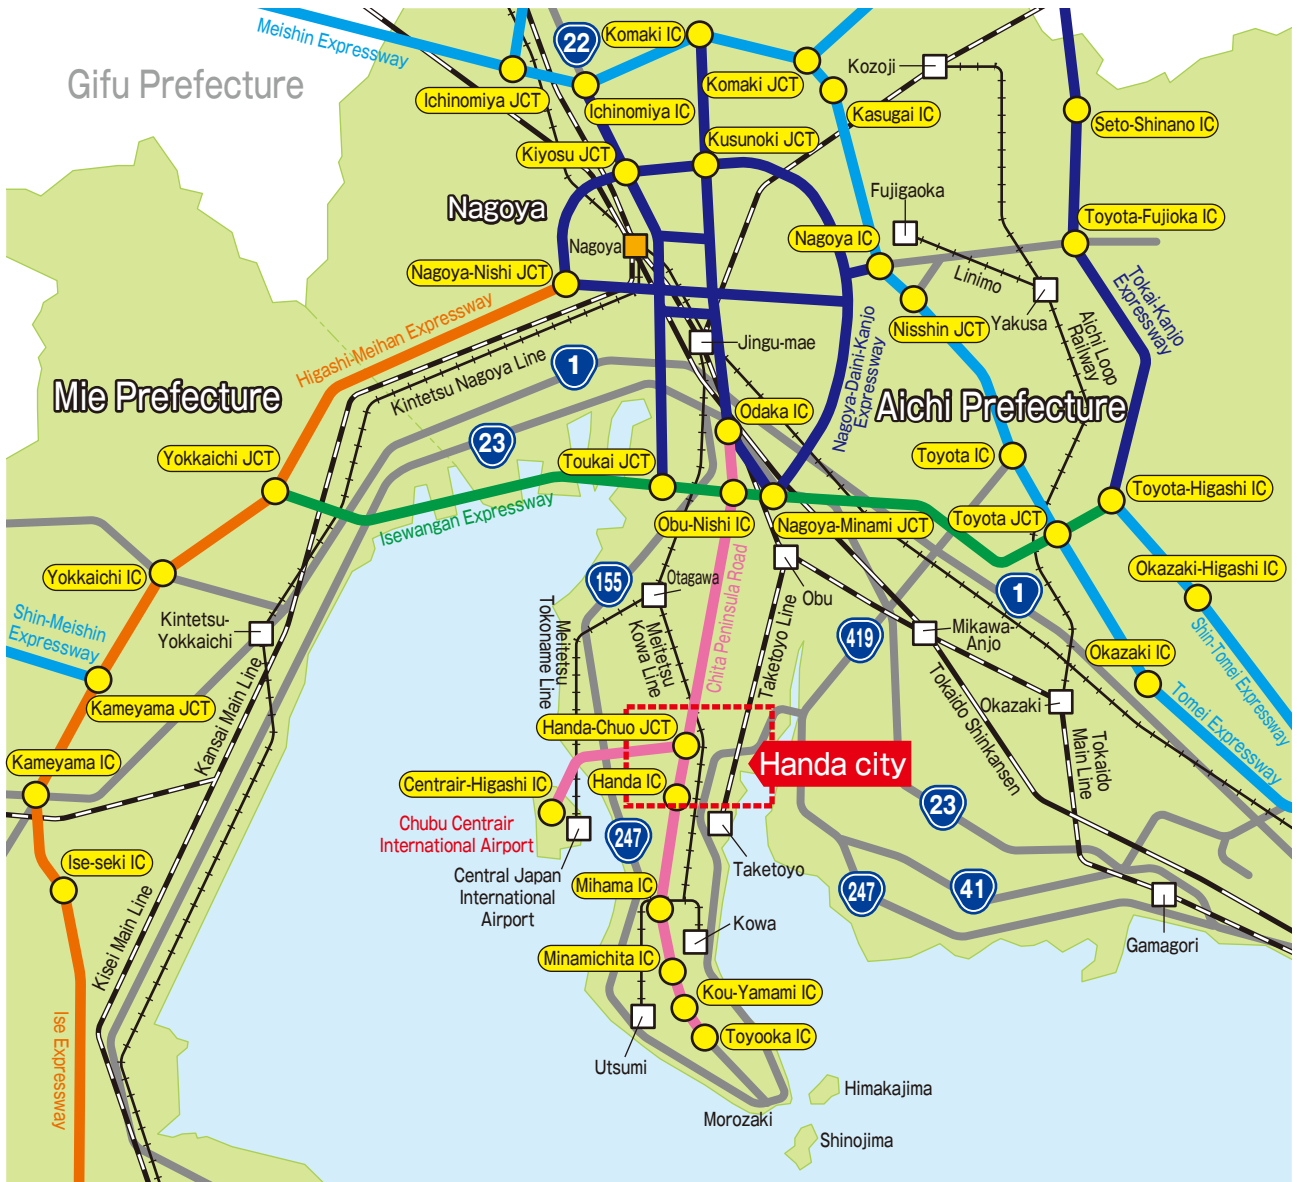 Meishin Expressway
22
Komaki IC
Gifu Prefecture
Ichinomiya JCT
Ichinomiya IC
Komaki JCT
Kozoji
Kasugai IC
Seto-Shinano IC
Kiyosu JCT
Kusunoki JCT
Nagoya
Fujigaoka
Toyota-Fujioka IC
Nagoya
Nagoya IC
Nagoya-Nishi JCT
Linimo
Tokai-Kanjo
Expressway
Nisshin JCT
Yakusa
Higashi-Meihan Expressway
Jingu-mae
Aichi Loop
Railway
Kintetsu Nagoya Line
1
Nagoya-Daini-Kanjo
Expressway
Mie Prefecture
Aichi Prefecture
Odaka IC
23
Yokkaichi JCT
Toukai JCT
Toyota IC
Toyota-Higashi IC
Isewangan Expressway
Obu-Nishi IC
Nagoya-Minami JCT
Toyota JCT
Yokkaichi IC
155
Otagawa
Chita Peninsula Road
Obu
1
Okazaki-Higashi IC
Shin-Meishin
Expressway
Kintetsu-
Yokkaichi
Meitetsu
Tokoname Line
Meitetsu
Kowa Line
Taketoyo Line
419
Mikawa-
Anjo
Okazaki IC
Shin-Tomei Expressway
Kameyama JCT
Kansai Main Line
Tokaido Shinkansen
Okazaki
Tomei Expressway
Handa-Chuo JCT
Kameyama IC
Handa city
Tokaido
Main Line
Centrair-Higashi IC
Handa IC
23
Chubu Centrair
International Airport
247
Ise-seki IC
Central Japan
International
Airport
Taketoyo
Mihama IC
247
41
Kisei Main Line
Kowa
Gamagori
Minamichita IC
Kou-Yamami IC
Ise Expressway
Toyooka IC
Utsumi
Himakajima
Morozaki
Shinojima